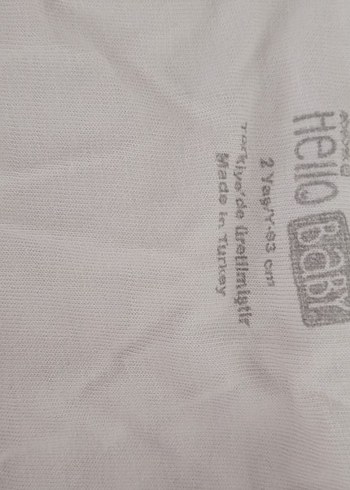 Hello
BABY
2 Yaş/Y-93 cm
Türkiye'de üretilmiştir
Made in Turkey